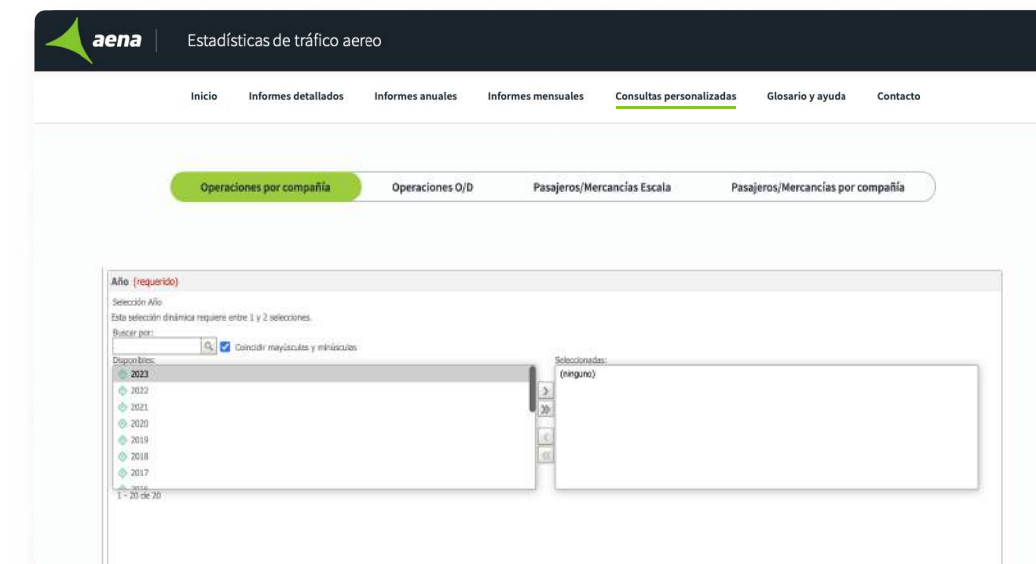 aena Estadísticas de tráfico aereo
Inicio Informes detallados Informes anuales Informes mensuales Consultas personalizadas Glosario y ayuda Contacto
Operaciones por compañía Operaciones O/D Pasajeros/Mercancías Escala Pasajeros/Mercancías por compañía
Año (requerido)
Selección Año
Esta selección dinámica requiere entre 1 y 2 selecciones.
Buscar por:
Coincidir mayúsculas y minúsculas
Disponibles: Seleccionadas:
2023 (ninguno)
2022
2021
2020
2019
2018
2017
2016
1 - 20 de 20